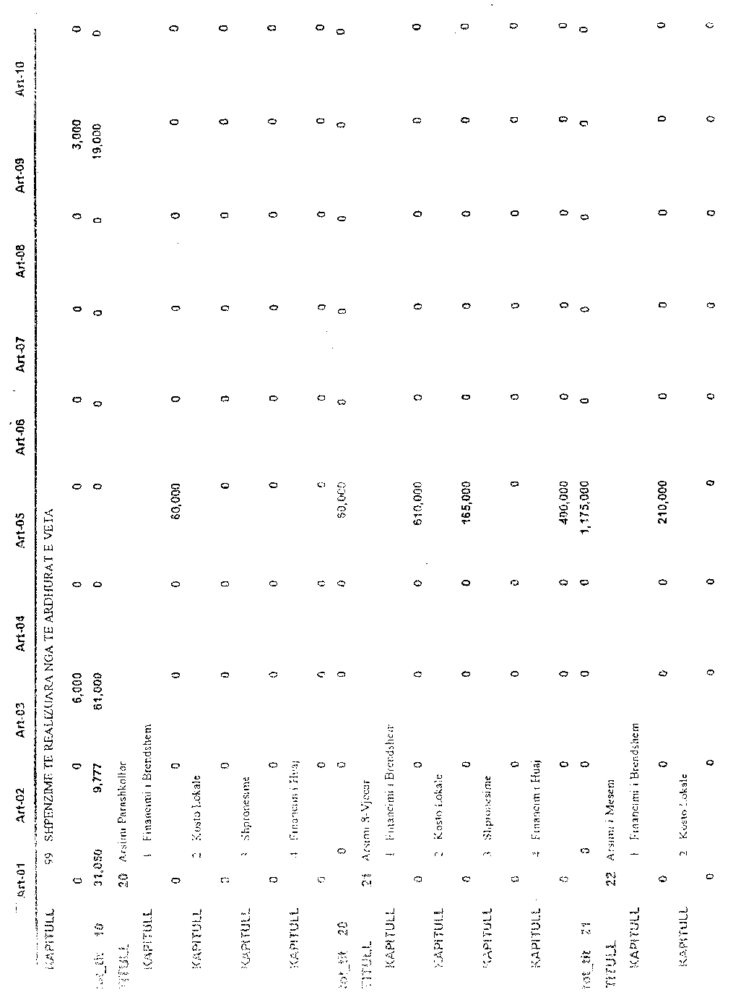 Art-01 Art-02 Art-03 Art-04 Art-05 Art-06 Art-07 Art-08 Art-09 Art-10
KAPITULL 99 SHPENZIME TE REALIZUARA NGA TE ARDHURAT E VETA
0 0 6,000 0 0 0 0 0 3,000 0
tot_tit 10 31,050 9,777 61,000 0 0 0 0 0 19,000 0
TITULL 20 Arsimi Parashkollor
KAPITULL 1 Financimi i Brendshem
0 0 0 0 60,000 0 0 0 0 0
KAPITULL 2 Kosto Lokale
0 0 0 0 0 0 0 0 0 0
KAPITULL 3 Shpronesime
0 0 0 0 0 0 0 0 0 0
KAPITULL 4 Financimi i Huaj
0 0 0 0 0 0 0 0 0 0
tot_tit 20 0 0 0 0 60,000 0 0 0 0 0
TITULL 21 Arsimi 8-Vjecar
KAPITULL 1 Financimi i Brendshem
0 0 0 0 610,000 0 0 0 0 0
KAPITULL 2 Kosto Lokale
0 0 0 0 165,000 0 0 0 0 0
KAPITULL 3 Shpronesime
0 0 0 0 0 0 0 0 0 0
KAPITULL 4 Financimi i Huaj
0 0 0 0 400,000 0 0 0 0 0
tot_tit 21 0 0 0 0 1,175,000 0 0 0 0 0
TITULL 22 Arsimi i Mesem
KAPITULL 1 Financimi i Brendshem
0 0 0 0 210,000 0 0 0 0 0
KAPITULL 2 Kosto Lokale
0 0 0 0 0 0 0 0 0 0